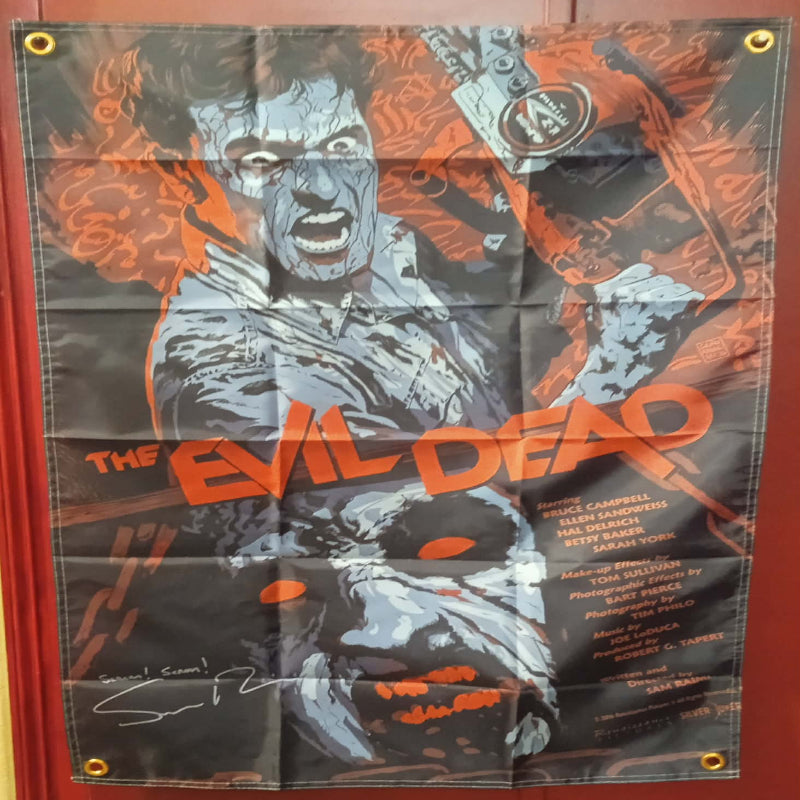 THE EVIL DEAD
Starring
BRUCE CAMPBELL
ELLEN SANDWEISS
HAL DELRICH
BETSY BAKER
SARAH YORK
Make-up Effects by
TOM SULLIVAN
Photographic Effects by
BART PIERCE
Photography by
TIM PHILO
Music by
JOE LoDUCA
Produced by
ROBERT G. TAPERT
Written and
Directed by
SAM RAIMI
Scream! Scream!
Renaissance